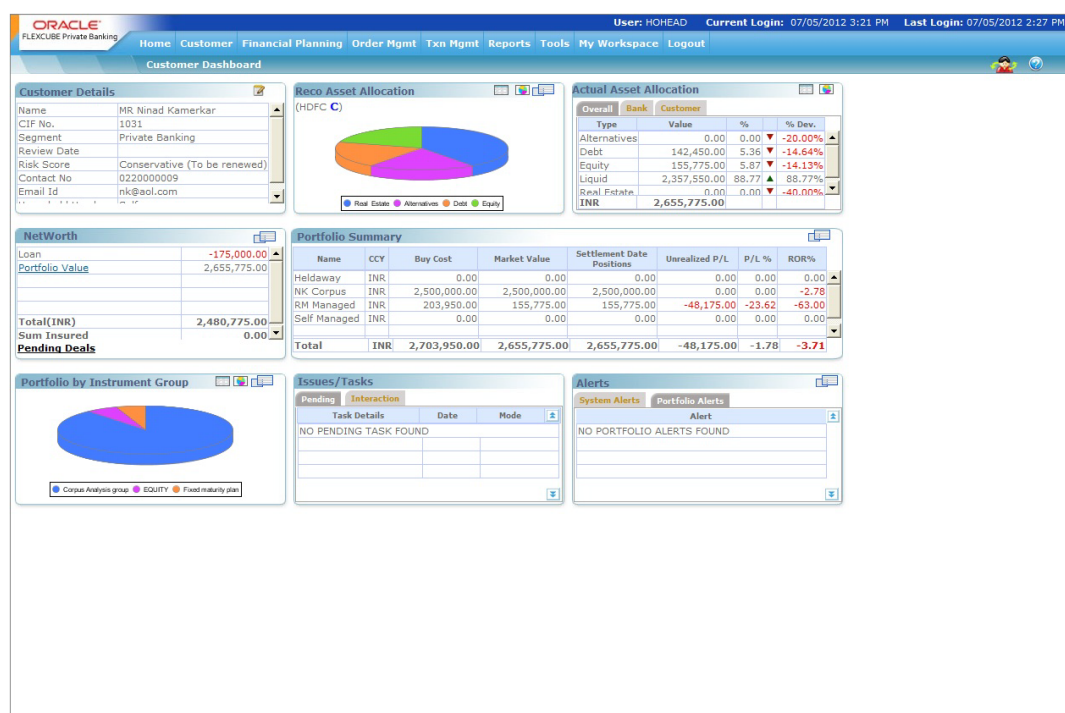 ORACLE
FLEXCUBE Private Banking
User: HOHEAD Current Login: 07/05/2012 3:21 PM Last Login: 07/05/2012 2:27 PM
Home Customer Financial Planning Order Mgmt Txn Mgmt Reports Tools My Workspace Logout
Customer Dashboard
Customer Details
Name MR Ninad Kamerkar
CIF No. 1031
Segment Private Banking
Review Date
Risk Score Conservative (To be renewed)
Contact No 0220000009
Email Id nk@aol.com
Reco Asset Allocation
(HDFC C)
Real Estate Alternatives Debt Equity
Actual Asset Allocation
Overall Bank Customer
Type Value % % Dev.
Alternatives 0.00 0.00 -20.00%
Debt 142,450.00 5.36 -14.64%
Equity 155,775.00 5.87 -14.13%
Liquid 2,357,550.00 88.77 88.77%
Real Estate 0.00 0.00 -40.00%
INR 2,655,775.00
NetWorth
Loan -175,000.00
Portfolio Value 2,655,775.00
Total(INR) 2,480,775.00
Sum Insured 0.00
Pending Deals
Portfolio Summary
Name CCY Buy Cost Market Value Settlement Date Positions Unrealized P/L P/L % ROR%
Heldaway INR 0.00 0.00 0.00 0.00 0.00 0.00
NK Corpus INR 2,500,000.00 2,500,000.00 2,500,000.00 0.00 0.00 -2.78
RM Managed INR 203,950.00 155,775.00 155,775.00 -48,175.00 -23.62 -63.00
Self Managed INR 0.00 0.00 0.00 0.00 0.00 0.00
Total INR 2,703,950.00 2,655,775.00 2,655,775.00 -48,175.00 -1.78 -3.71
Portfolio by Instrument Group
Corpus Analysis group EQUITY Fixed maturity plan
Issues/Tasks
Pending Interaction
Task Details Date Mode
NO PENDING TASK FOUND
Alerts
System Alerts Portfolio Alerts
Alert
NO PORTFOLIO ALERTS FOUND